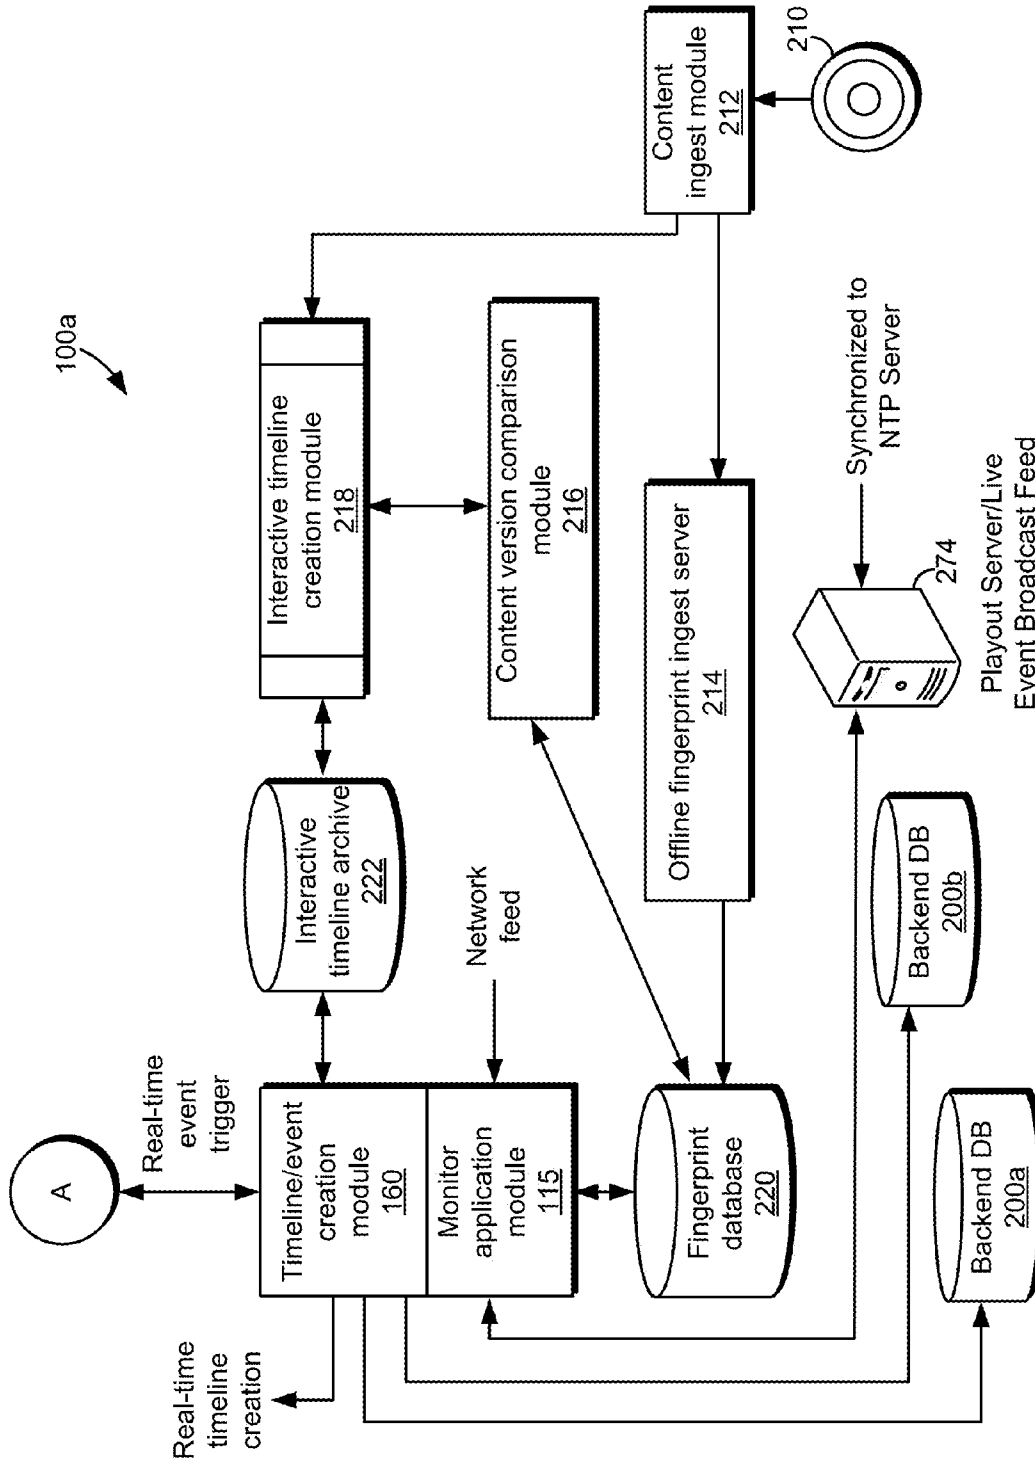 100a
A
Real-time
event
trigger
Real-time
timeline
creation
Timeline/event
creation
module
160
Monitor
application
module
115
Network
feed
Interactive
timeline archive
222
Interactive timeline
creation module
218
Content version comparison
module
216
Fingerprint
database
220
Offline fingerprint ingest server
214
Content
ingest module
212
210
Synchronized to
NTP Server
274
Playout Server/Live
Event Broadcast Feed
Backend DB
200b
Backend DB
200a